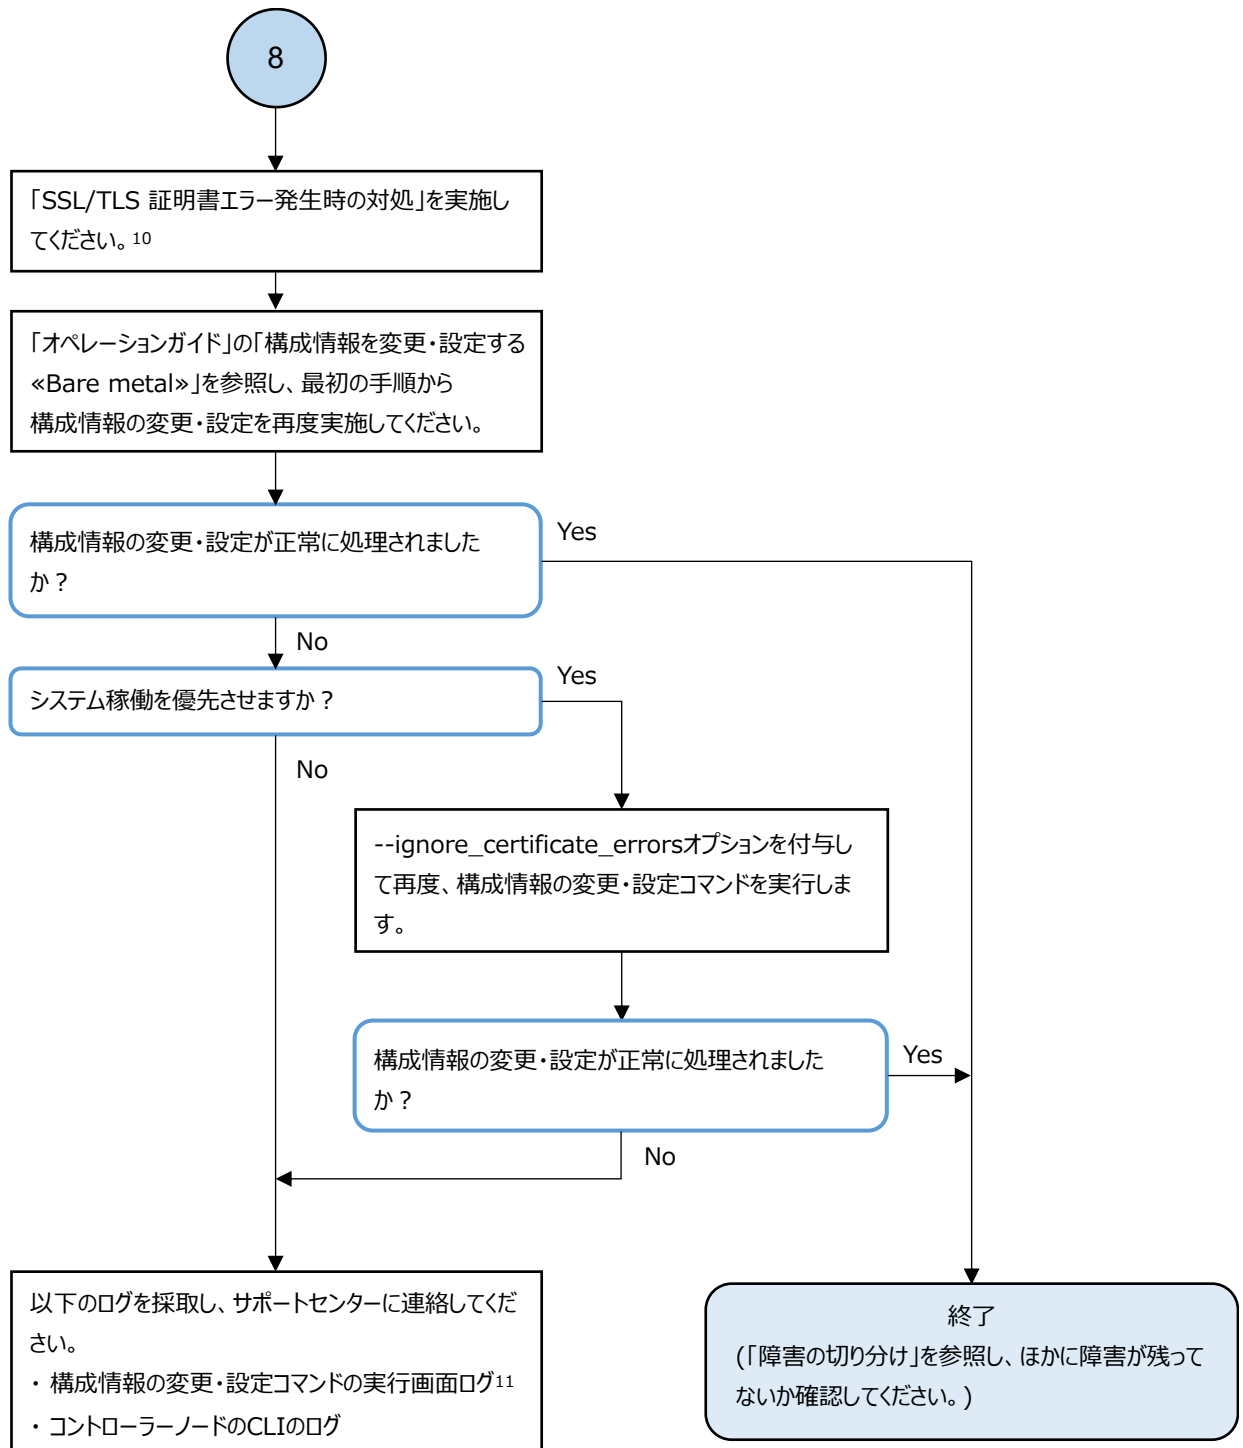 8
「SSL/TLS 証明書エラー発生時の対処」を実施し
てください。10
「オペレーションガイド」の「構成情報を変更・設定する
«Bare metal»」を参照し、最初の手順から
構成情報の変更・設定を再度実施してください。
構成情報の変更・設定が正常に処理されました
か？
Yes
No
システム稼働を優先させますか？
Yes
No
--ignore_certificate_errorsオプションを付与し
て再度、構成情報の変更・設定コマンドを実行しま
す。
構成情報の変更・設定が正常に処理されました
か？
Yes
No
以下のログを採取し、サポートセンターに連絡してくだ
さい。
・ 構成情報の変更・設定コマンドの実行画面ログ11
・ コントローラーノードのCLIのログ
終了
(「障害の切り分け」を参照し、ほかに障害が残って
ないか確認してください。)